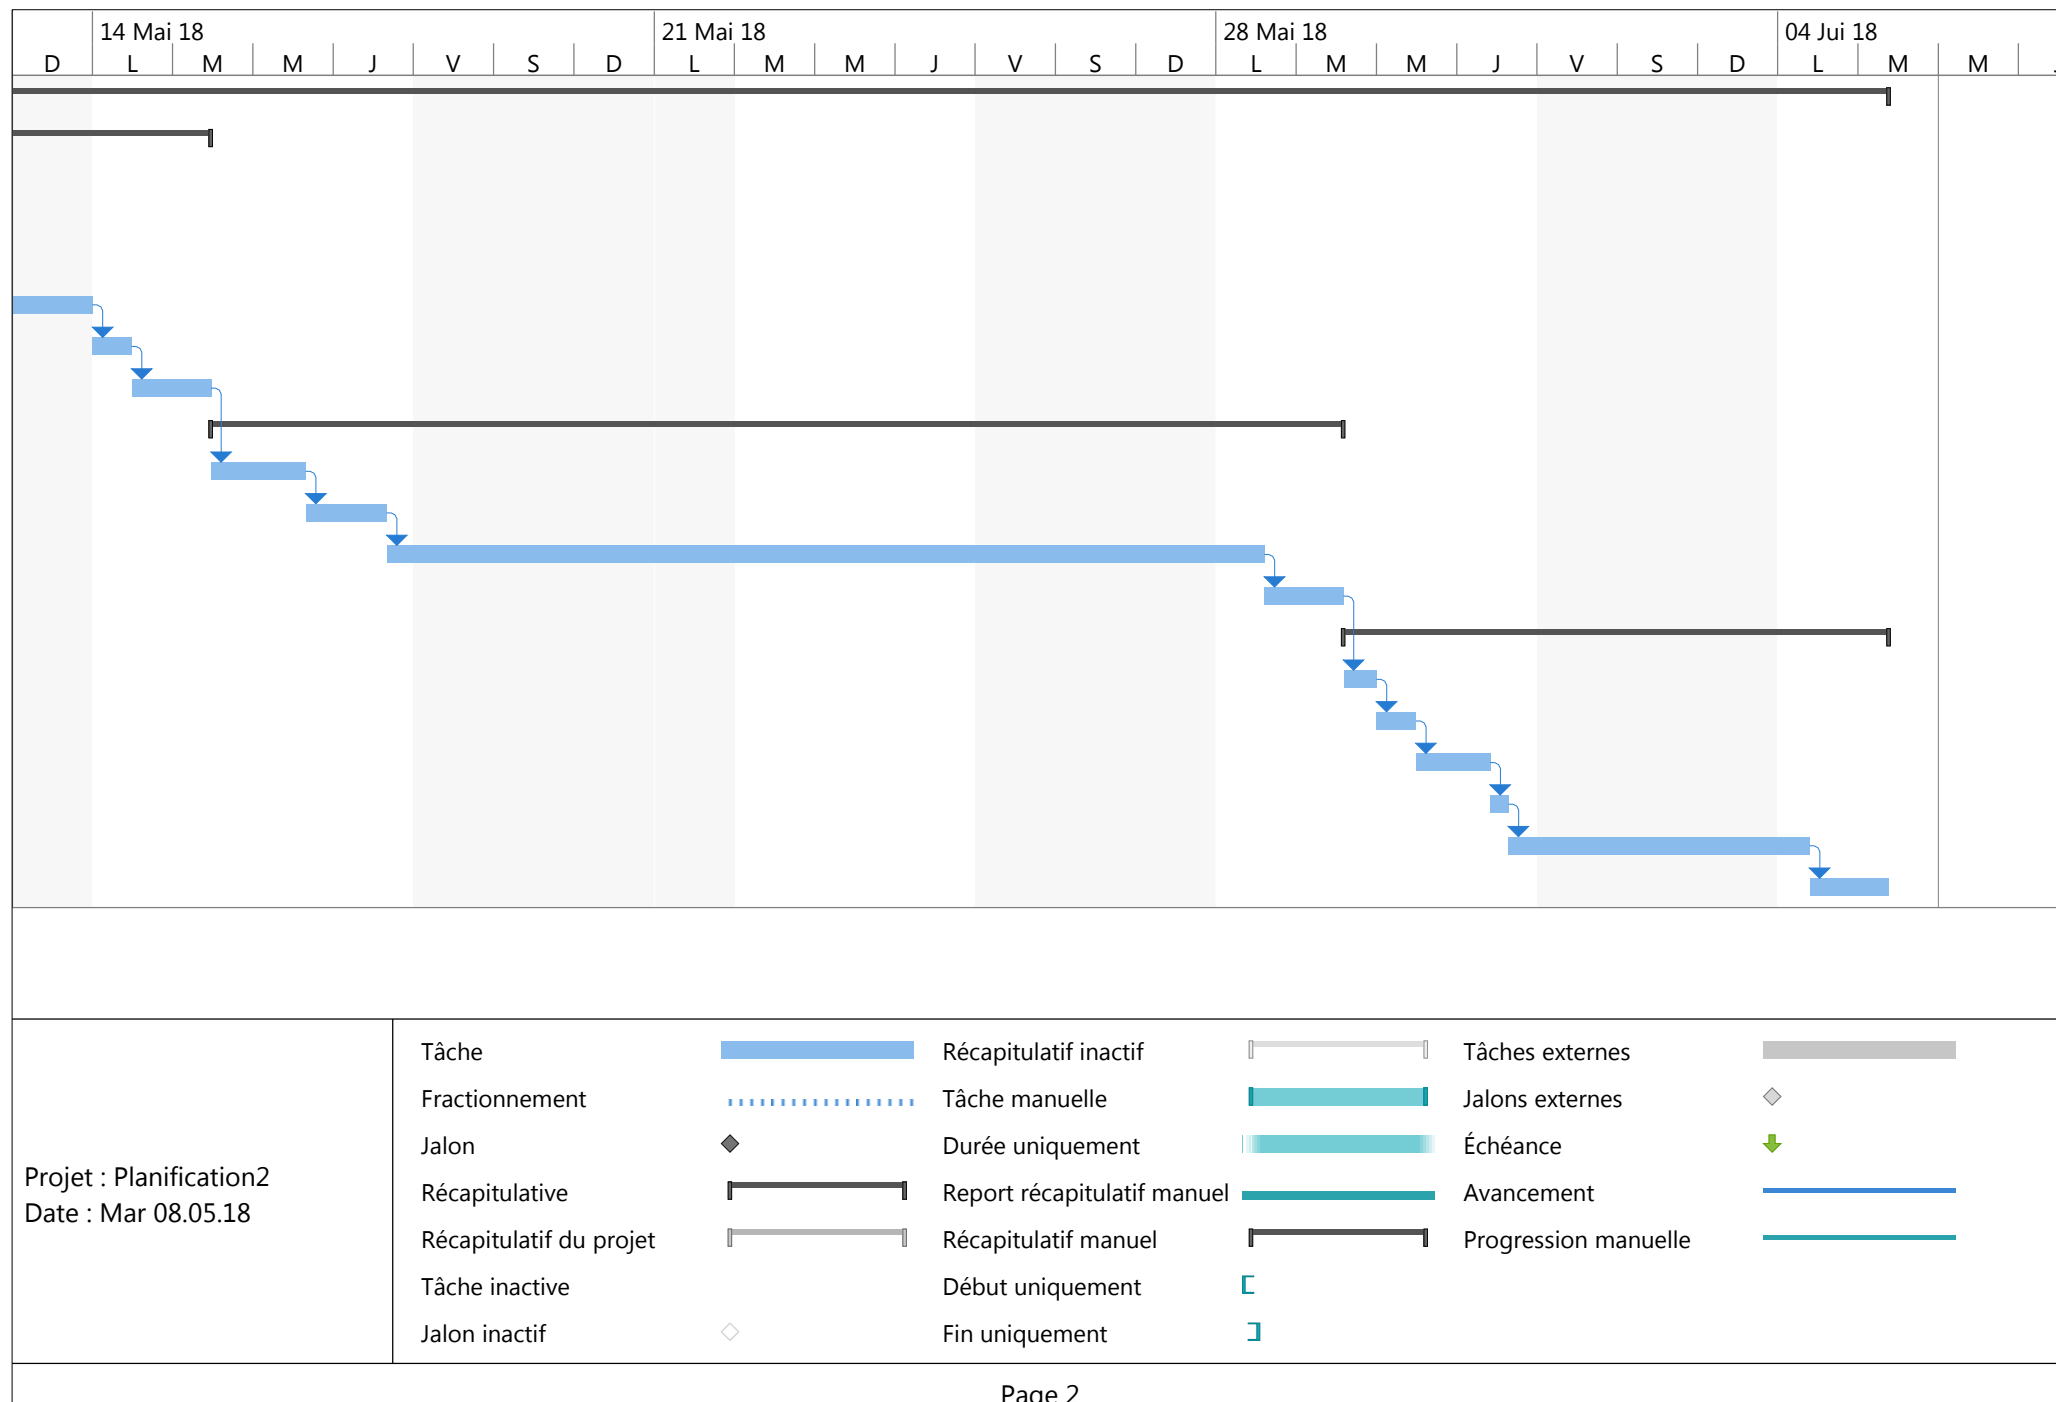 14 Mai 18 21 Mai 18 28 Mai 18 04 Jui 18
D L M M J V S D L M M J V S D L M M J V S D L M M
Tâche Récapitulatif inactif Tâches externes
Fractionnement Tâche manuelle Jalons externes
Jalon Durée uniquement Échéance
Projet : Planification2
Récapitulative Report récapitulatif manuel Avancement
Date : Mar 08.05.18
Récapitulatif du projet Récapitulatif manuel Progression manuelle
Tâche inactive Début uniquement
Jalon inactif Fin uniquement
Page 2